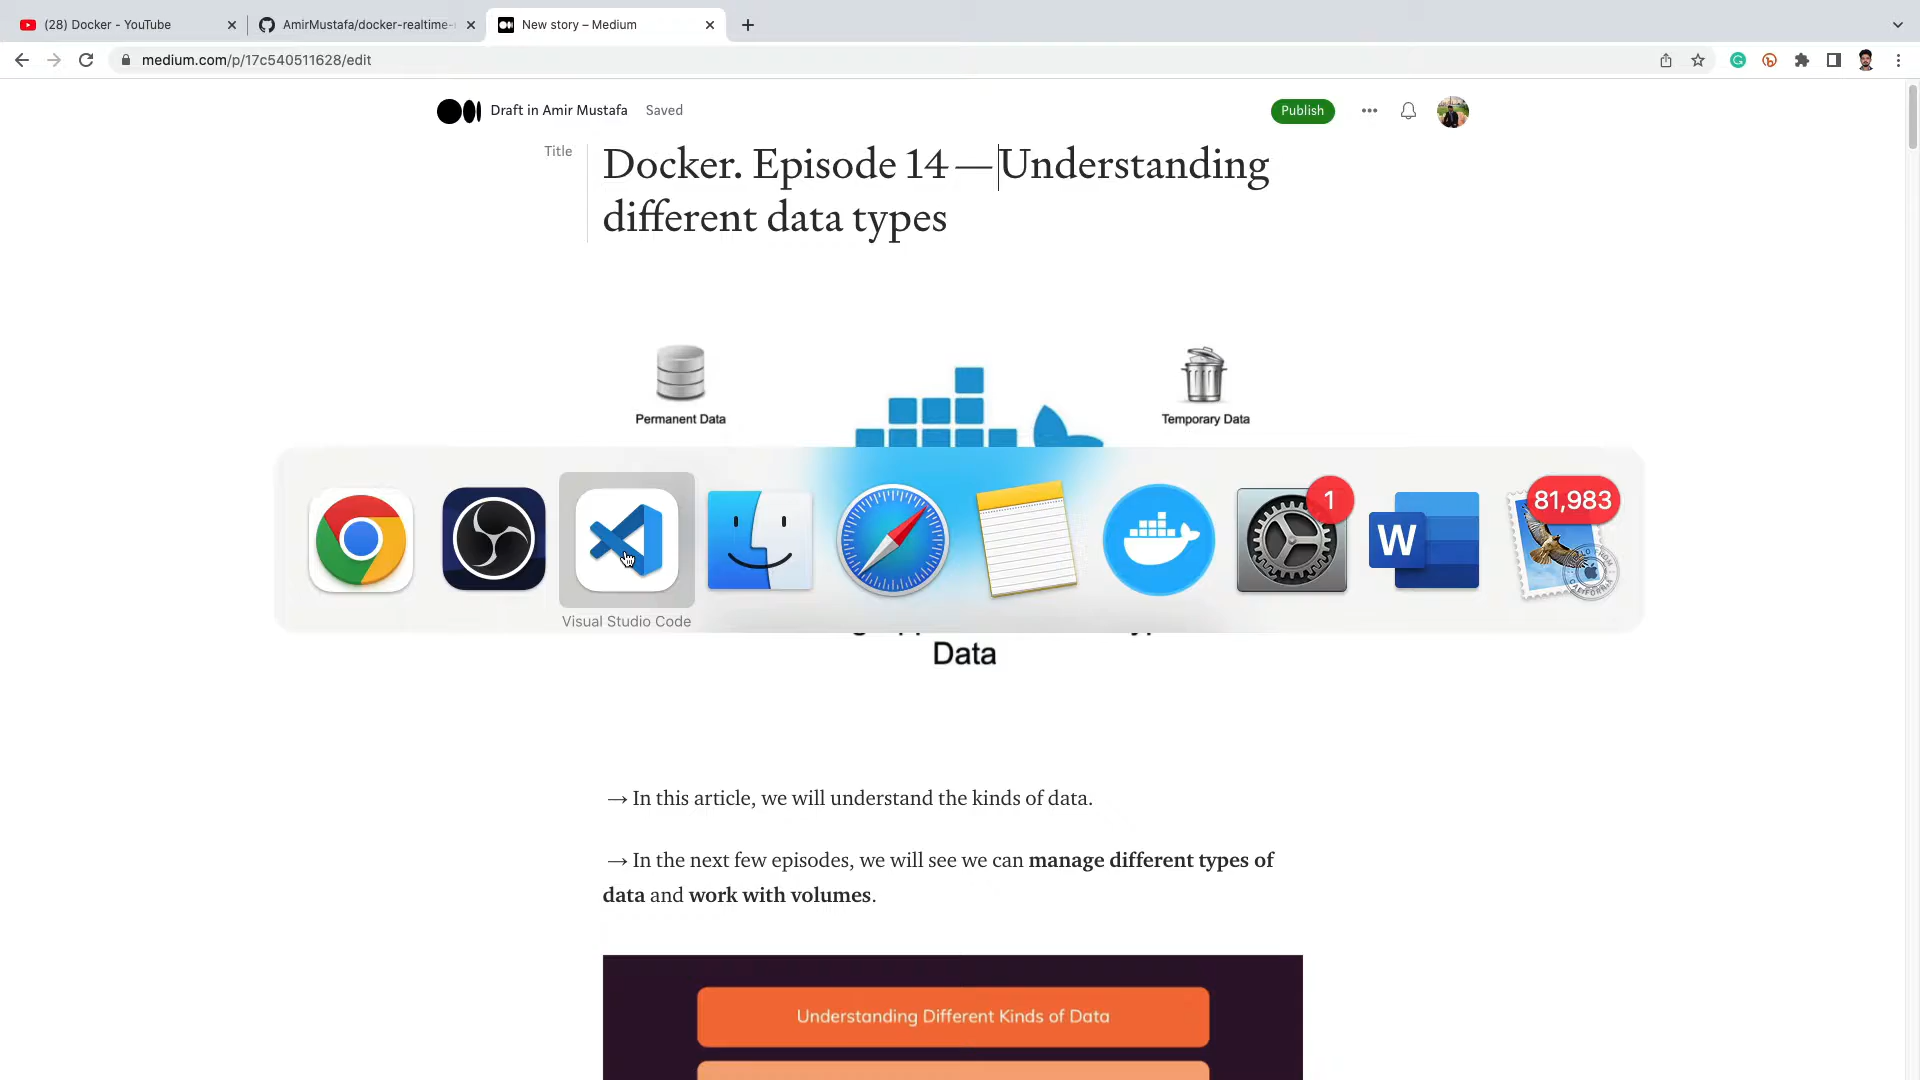 (28) Docker - YouTube
AmirMustafa/docker-realtime-
New story – Medium
medium.com/p/17c540511628/edit
Draft in Amir Mustafa
Saved
Publish
Title
Docker. Episode 14 — Understanding
different data types
Permanent Data
Temporary Data
1
81,983
W
Visual Studio Code
Data
→ In this article, we will understand the kinds of data.
→ In the next few episodes, we will see we can manage different types of
data and work with volumes.
Understanding Different Kinds of Data